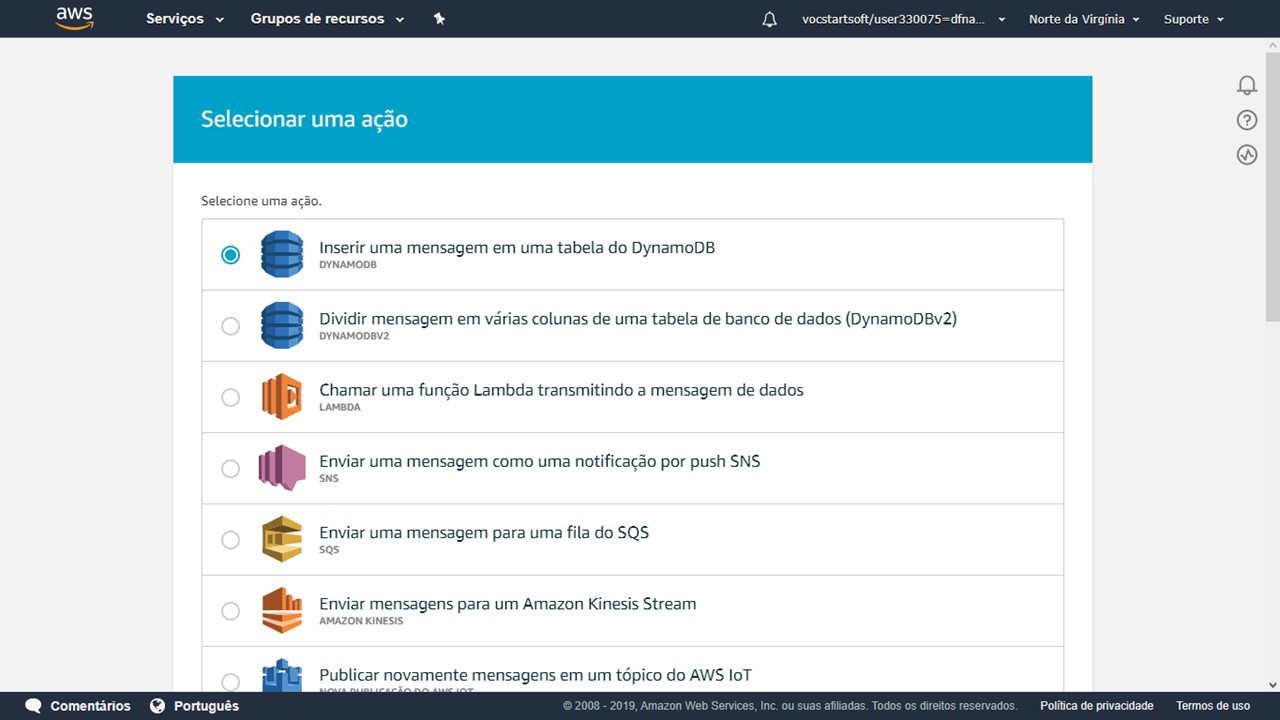 aws Serviços Grupos de recursos vocstartsoft/user330075=dfna... Norte da Virgínia Suporte
Selecionar uma ação
Selecione uma ação.
Inserir uma mensagem em uma tabela do DynamoDB
DYNAMODB
Dividir mensagem em várias colunas de uma tabela de banco de dados (DynamoDBv2)
DYNAMODBV2
Chamar uma função Lambda transmitindo a mensagem de dados
LAMBDA
Enviar uma mensagem como uma notificação por push SNS
SNS
Enviar uma mensagem para uma fila do SQS
SQS
Enviar mensagens para um Amazon Kinesis Stream
AMAZON KINESIS
Publicar novamente mensagens em um tópico do AWS IoT
NOVA PUBLICAÇÃO DO AWS IOT
Comentários Português © 2008 - 2019, Amazon Web Services, Inc. ou suas afiliadas. Todos os direitos reservados. Política de privacidade Termos de uso